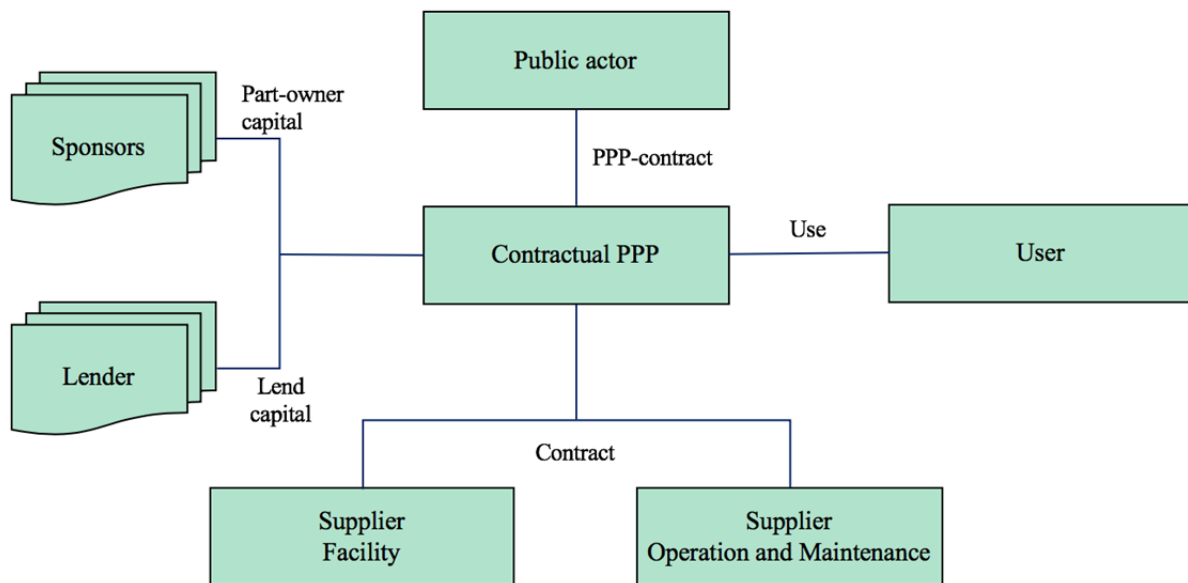 Public actor
Part-owner
capital
Sponsors
PPP-contract
Contractual PPP
Use
User
Lender
Lend
capital
Contract
Supplier
Facility
Supplier
Operation and Maintenance